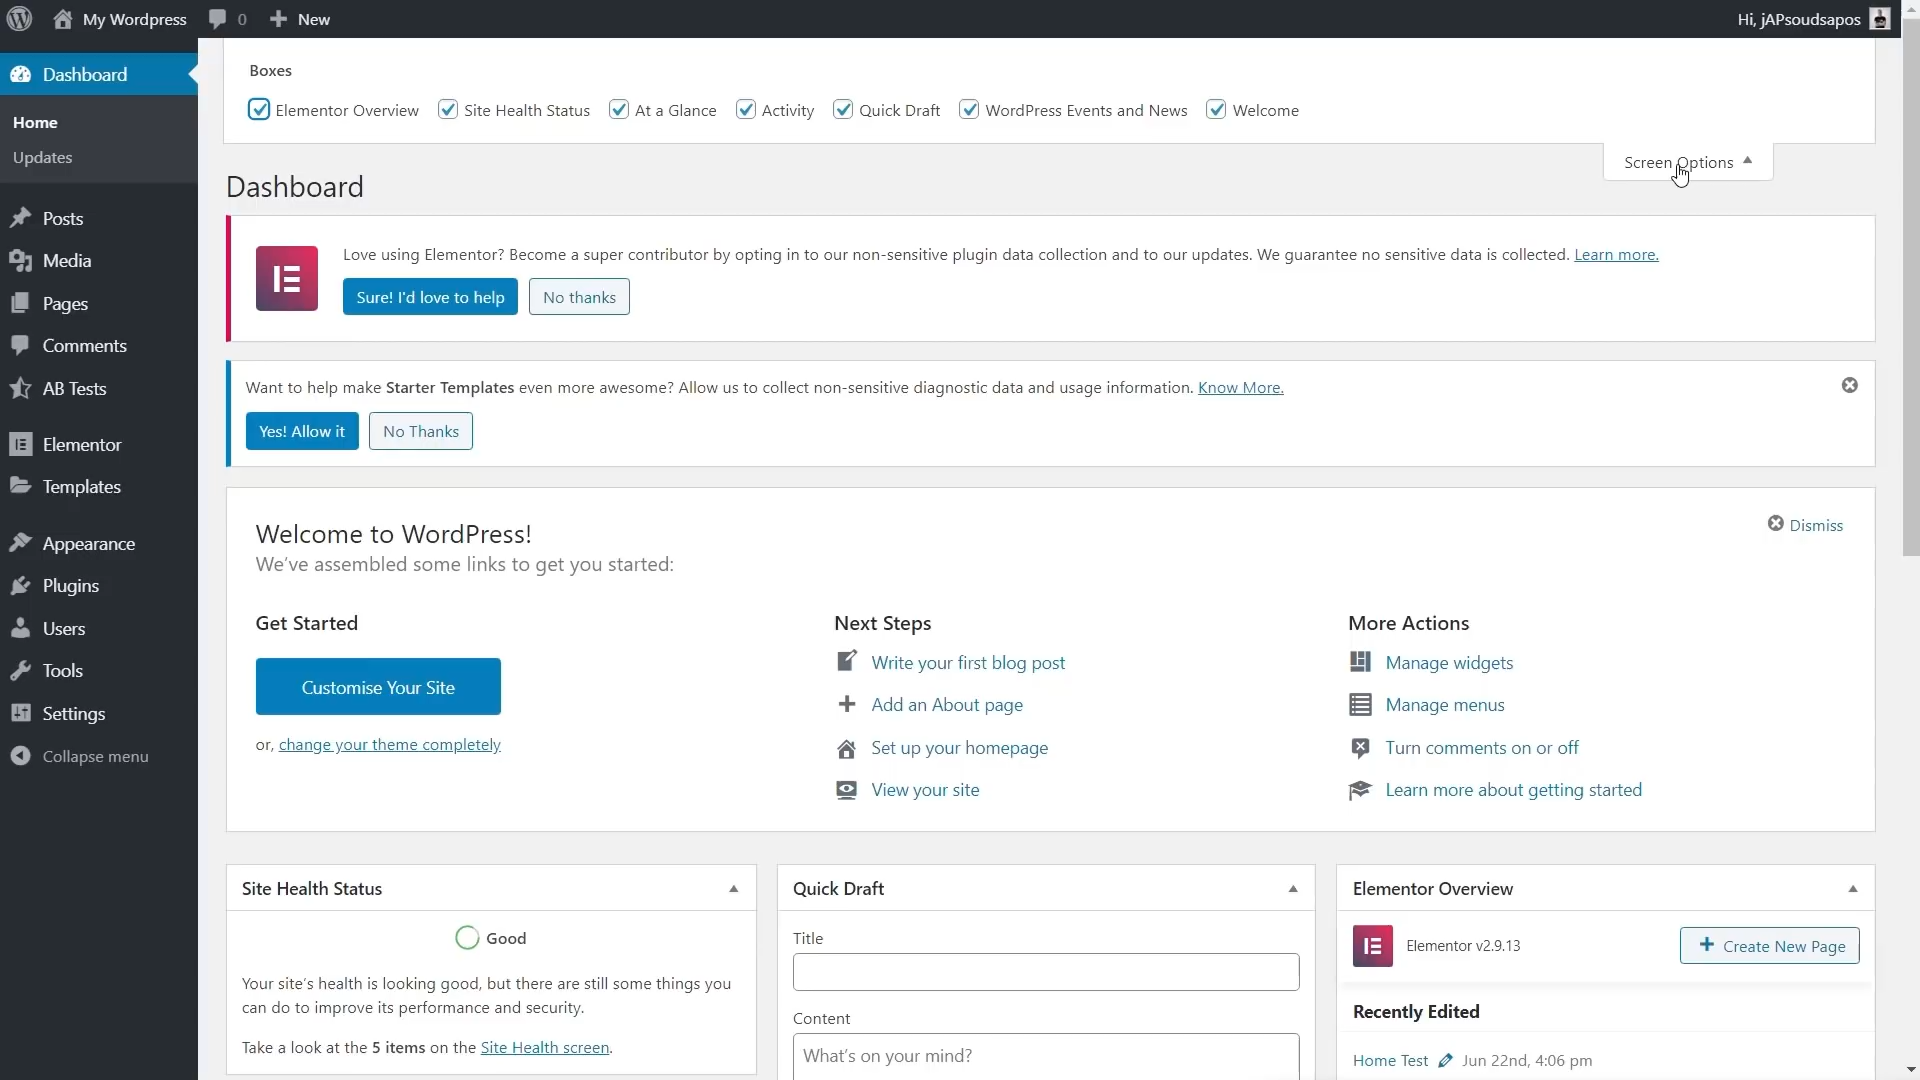 My Wordpress 0 New Hi, jAPsoudsapos
Dashboard
Home
Updates
Posts
Media
Pages
Comments
AB Tests
Elementor
Templates
Appearance
Plugins
Users
Tools
Settings
Collapse menu
Boxes
Elementor Overview Site Health Status At a Glance Activity Quick Draft WordPress Events and News Welcome
Screen Options
Dashboard
Love using Elementor? Become a super contributor by opting in to our non-sensitive plugin data collection and to our updates. We guarantee no sensitive data is collected. Learn more.
Sure! I'd love to help No thanks
Want to help make Starter Templates even more awesome? Allow us to collect non-sensitive diagnostic data and usage information. Know More.
Yes! Allow it No Thanks
Welcome to WordPress!
We've assembled some links to get you started:
Dismiss
Get Started
Customise Your Site
or, change your theme completely
Next Steps
Write your first blog post
Add an About page
Set up your homepage
View your site
More Actions
Manage widgets
Manage menus
Turn comments on or off
Learn more about getting started
Site Health Status
Good
Your site's health is looking good, but there are still some things you
can do to improve its performance and security.
Take a look at the 5 items on the Site Health screen.
Quick Draft
Title
Content
What's on your mind?
Elementor Overview
Elementor v2.9.13
Create New Page
Recently Edited
Home Test Jun 22nd, 4:06 pm